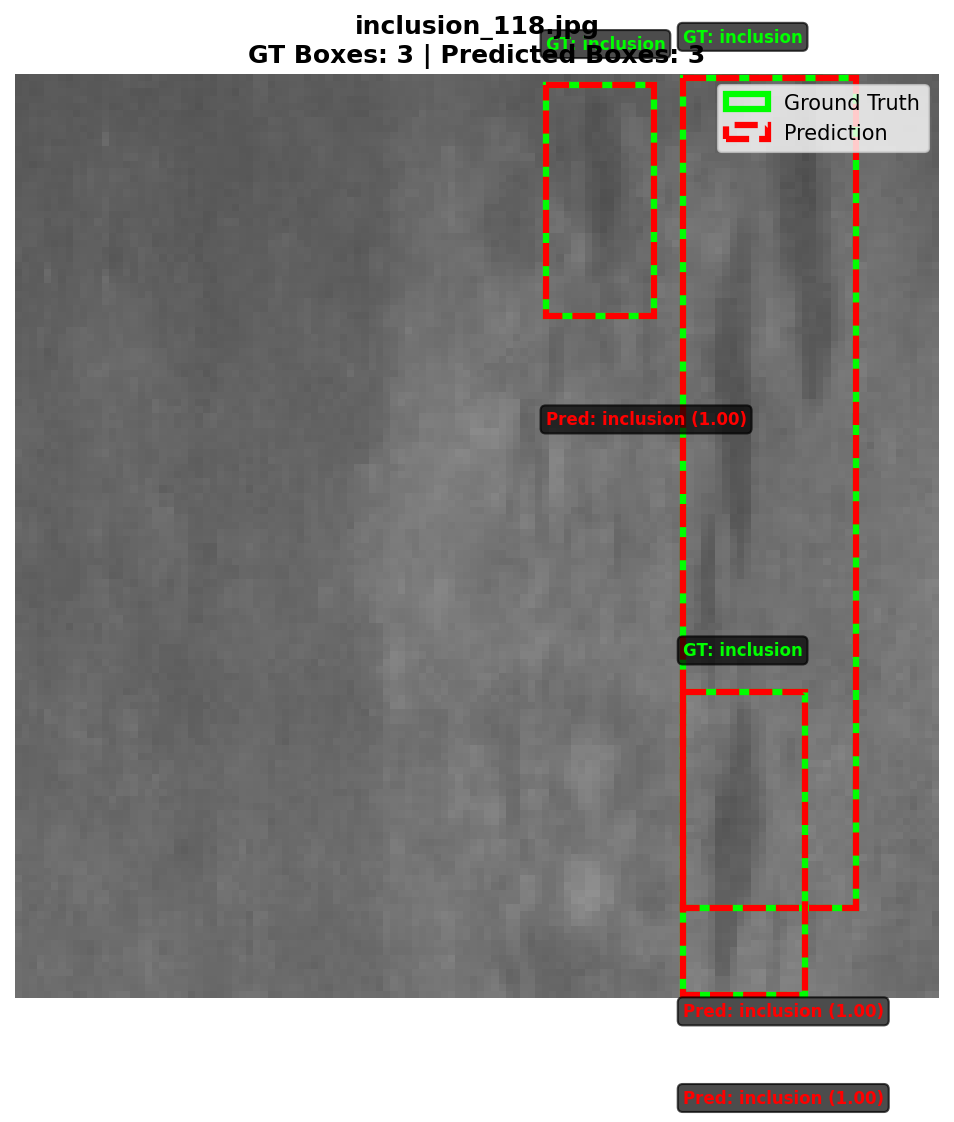 inclusion_118.jpg
GT Boxes: 3 | Predicted Boxes: 3
GT: inclusion
GT: inclusion
Ground Truth
Prediction
Pred: inclusion (1.00)
GT: inclusion
Pred: inclusion (1.00)
Pred: inclusion (1.00)